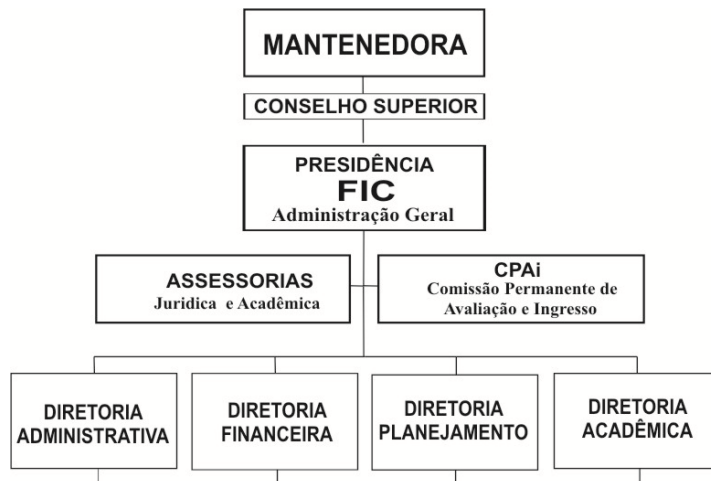 MANTENEDORA
CONSELHO SUPERIOR
PRESIDÊNCIA
FIC
Administração Geral
ASSESSORIAS
Juridica e Acadêmica
CPAi
Comissão Permanente de
Avaliação e Ingresso
DIRETORIA
ADMINISTRATIVA
DIRETORIA
FINANCEIRA
DIRETORIA
PLANEJAMENTO
DIRETORIA
ACADÊMICA